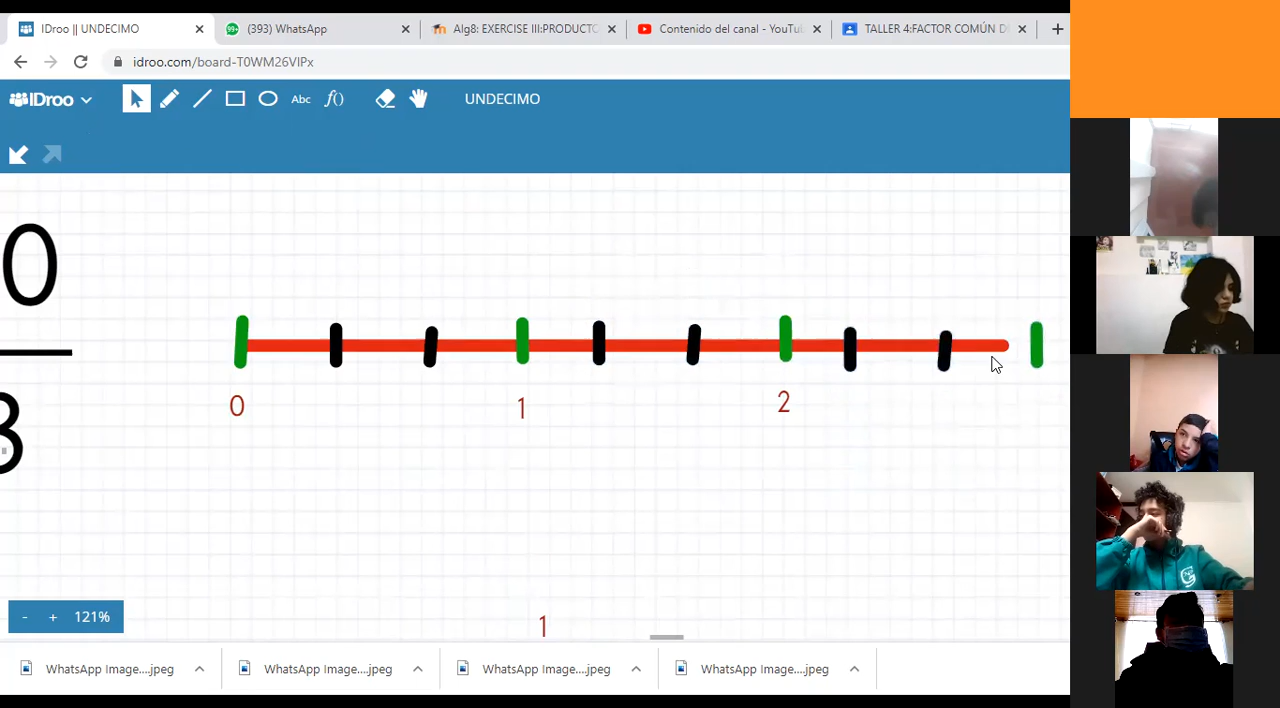 IDroo || UNDECIMO
(393) WhatsApp
Alg8: EXERCISE III:PRODUCTO
Contenido del canal - YouTu
TALLER 4:FACTOR COMÚN D
idroo.com/board-T0WM26VIPx
IDroo
Abc
f()
UNDECIMO
0
3
0
1
2
1
- + 121%
WhatsApp Image....jpeg
WhatsApp Image....jpeg
WhatsApp Image....jpeg
WhatsApp Image....jpeg